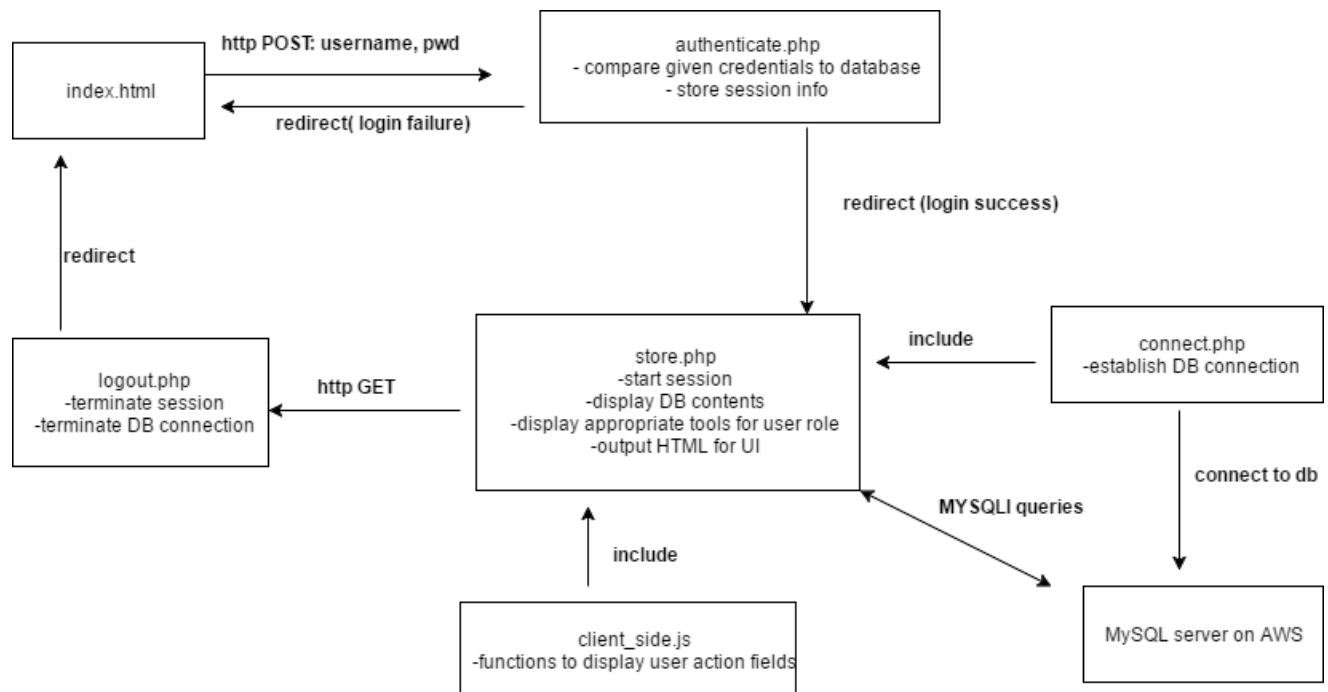 http POST: username, pwd
index.html
redirect( login failure)
authenticate.php
- compare given credentials to database
- store session info
redirect (login success)
redirect
logout.php
-terminate session
-terminate DB connection
http GET
store.php
-start session
-display DB contents
-display appropriate tools for user role
-output HTML for UI
include
connect.php
-establish DB connection
connect to db
MYSQLI queries
include
client_side.js
-functions to display user action fields
MySQL server on AWS